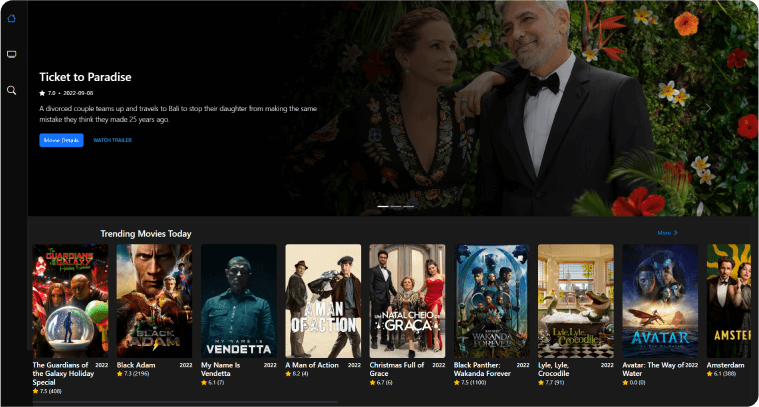 Ticket to Paradise
7.0 • 2022-09-08
A divorced couple teams up and travels to Bali to stop their daughter from making the same
mistake they think they made 25 years ago.
More Details
WATCH TRAILER
Trending Movies Today
More
THE GUARDIANS
OF THE GALAXY
Holiday Special
BLACK
ADAM
MY NAME IS
VENDETTA
A MAN
OF ACTION
UM
NATAL CHEIO
DE GRAÇA
WAKANDA
FOREVER
Lyle, Lyle,
Crocodile
AVATAR
AMSTER
The Guardians of
the Galaxy Holiday
Special
2022
7.5 (408)
Black Adam
2022
7.3 (2196)
My Name Is
Vendetta
2022
6.1 (7)
A Man of Action
2022
8.2 (4)
Christmas Full of
Grace
2022
6.7 (6)
Black Panther:
Wakanda Forever
2022
7.5 (1100)
Lyle, Lyle,
Crocodile
2022
7.7 (91)
Avatar: The Way of
Water
2022
0.0 (0)
Amsterdam
6.1 (388)